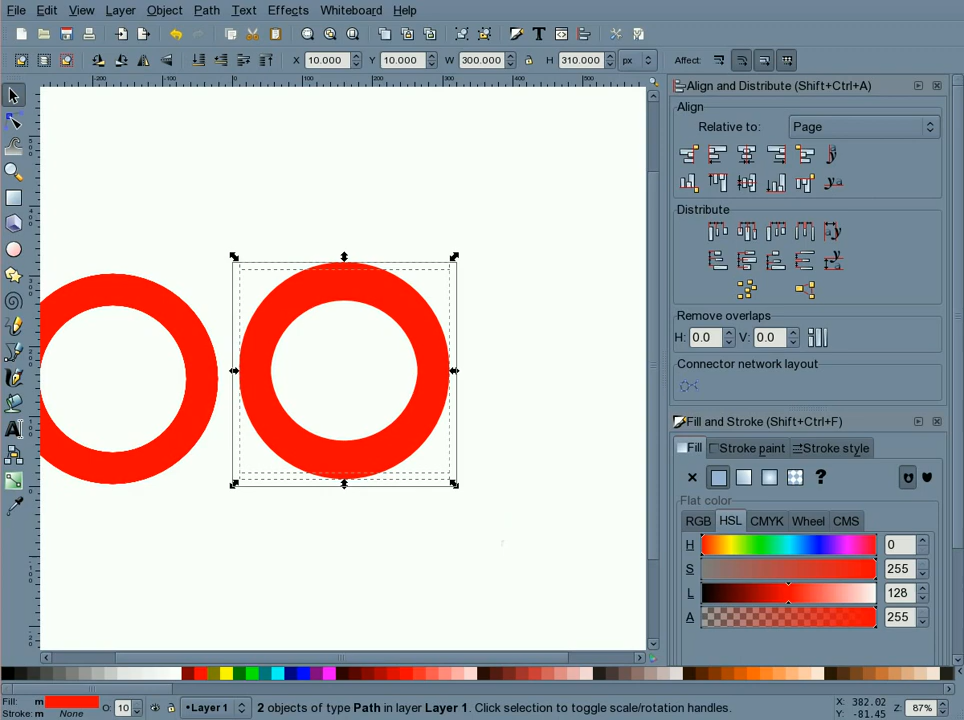 File Edit View Layer Object Path Text Effects Whiteboard Help
X 10.000 Y 10.000 W 300.000 H 310.000 px Affect:
Align and Distribute (Shift+Ctrl+A)
Align
Relative to: Page
Distribute
Remove overlaps
H: 0.0 V: 0.0
Connector network layout
Fill and Stroke (Shift+Ctrl+F)
Fill Stroke paint Stroke style
Flat color
RGB HSL CMYK Wheel CMS
H 0
S 255
L 128
A 255
Fill: m O: 10 •Layer 1 2 objects of type Path in layer Layer 1. Click selection to toggle scale/rotation handles. X: 382.02 Z: 87%
Stroke: m None Y: -81.45